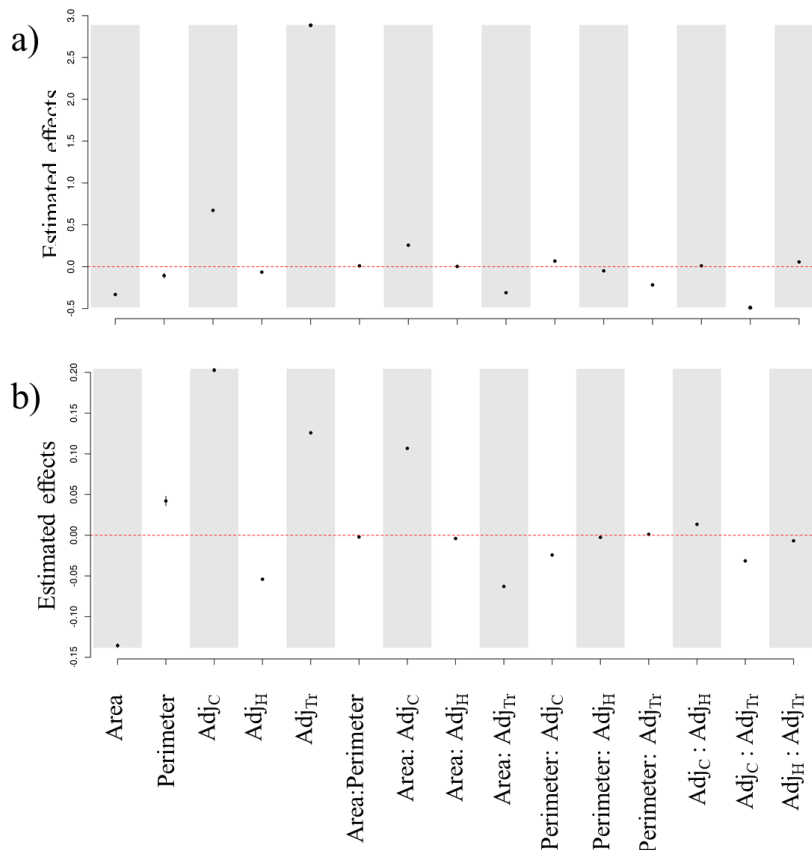 a)
3.0
2.5
2.0
1.5
1.0
0.5
0.0
-0.5
Estimated effects
b)
0.20
0.15
0.10
0.05
0.00
-0.05
-0.10
-0.15
Estimated effects
Area
Perimeter
AdjC
AdjH
AdjTr
Area:Perimeter
Area: AdjC
Area: AdjH
Area: AdjTr
Perimeter: AdjC
Perimeter: AdjH
Perimeter: AdjTr
AdjC : AdjH
AdjC : AdjTr
AdjH : AdjTr